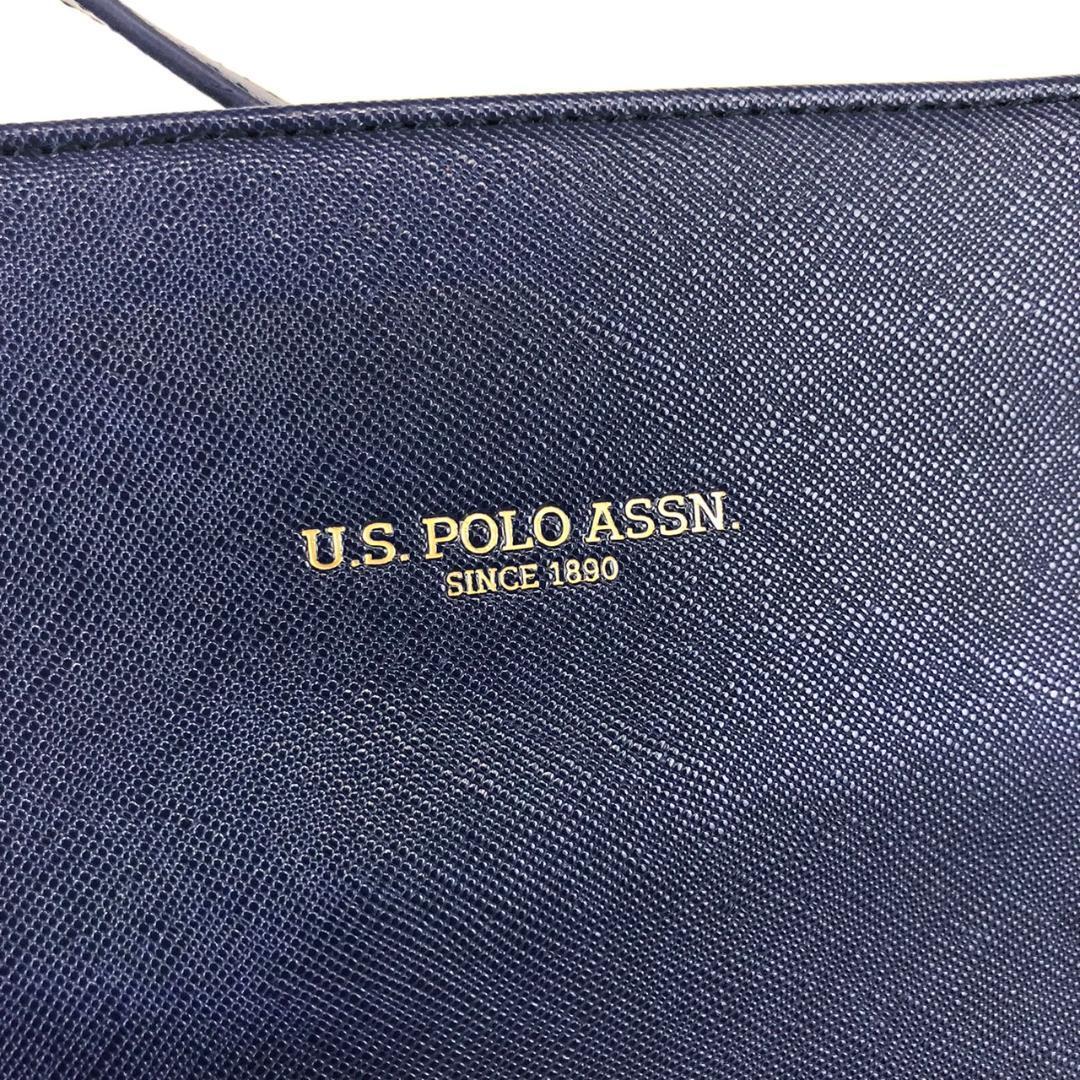 U.S. POLO ASSN.
SINCE 1890